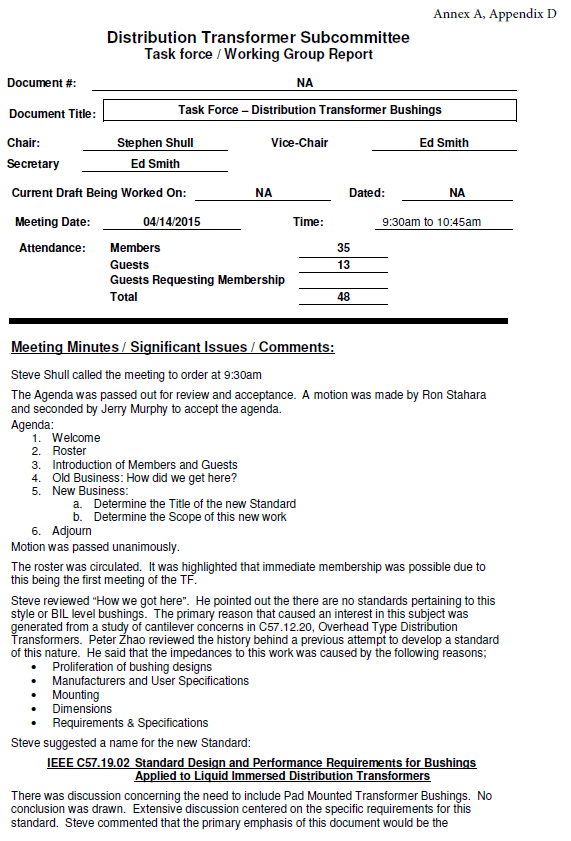 Annex A, Appendix D
Distribution Transformer Subcommittee
Task force / Working Group Report
Document #: NA
Document Title: Task Force – Distribution Transformer Bushings
Chair: Stephen Shull Vice-Chair Ed Smith
Secretary Ed Smith
Current Draft Being Worked On: NA Dated: NA
Meeting Date: 04/14/2015 Time: 9:30am to 10:45am
Attendance: Members 35
Guests 13
Guests Requesting Membership
Total 48
Meeting Minutes / Significant Issues / Comments:
Steve Shull called the meeting to order at 9:30am
The Agenda was passed out for review and acceptance. A motion was made by Ron Stahara
and seconded by Jerry Murphy to accept the agenda.
Agenda:
1. Welcome
2. Roster
3. Introduction of Members and Guests
4. Old Business: How did we get here?
5. New Business:
a. Determine the Title of the new Standard
b. Determine the Scope of this new work
6. Adjourn
Motion was passed unanimously.
The roster was circulated. It was highlighted that immediate membership was possible due to
this being the first meeting of the TF.
Steve reviewed “How we got here”. He pointed out the there are no standards pertaining to this
style or BIL level bushings. The primary reason that caused an interest in this subject was
generated from a study of cantilever concerns in C57.12.20, Overhead Type Distribution
Transformers. Peter Zhao reviewed the history behind a previous attempt to develop a standard
of this nature. He said that the impedances to this work was caused by the following reasons;
• Proliferation of bushing designs
• Manufacturers and User Specifications
• Mounting
• Dimensions
• Requirements & Specifications
Steve suggested a name for the new Standard:
IEEE C57.19.02 Standard Design and Performance Requirements for Bushings
Applied to Liquid Immersed Distribution Transformers
There was discussion concerning the need to include Pad Mounted Transformer Bushings. No
conclusion was drawn. Extensive discussion centered on the specific requirements for this
standard. Steve commented that the primary emphasis of this document would be the